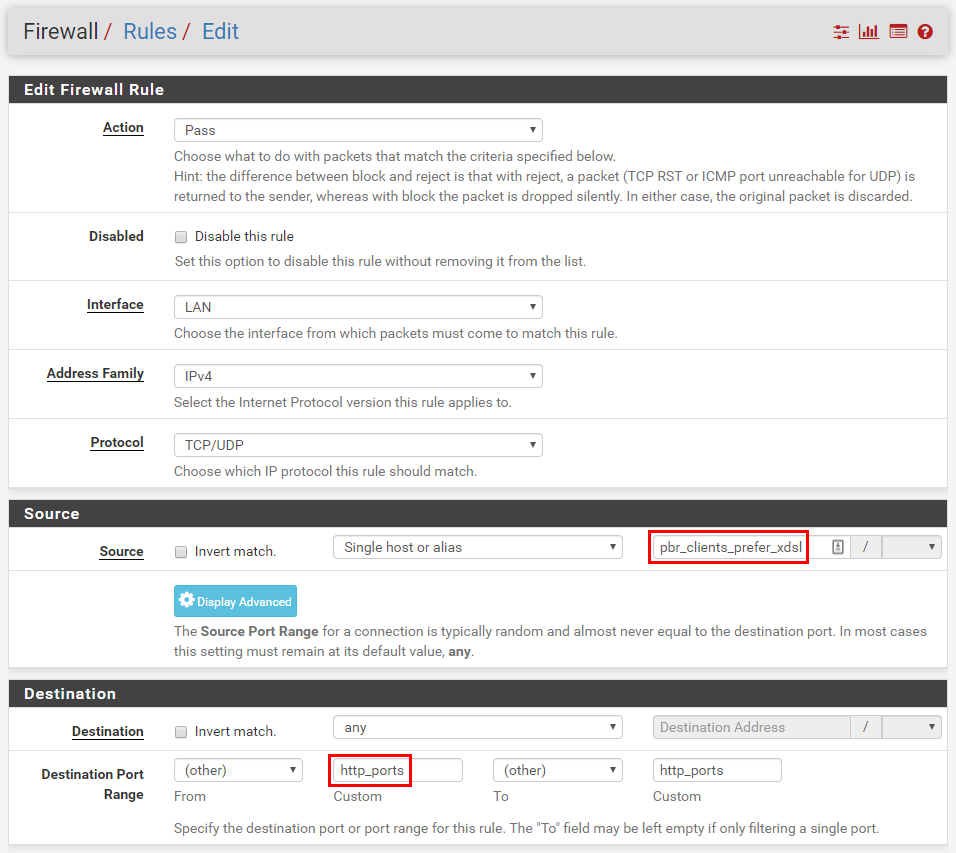 Firewall / Rules / Edit
Edit Firewall Rule
Action
Pass
Choose what to do with packets that match the criteria specified below.
Hint: the difference between block and reject is that with reject, a packet (TCP RST or ICMP port unreachable for UDP) is
returned to the sender, whereas with block the packet is dropped silently. In either case, the original packet is discarded.
Disabled
Disable this rule
Set this option to disable this rule without removing it from the list.
Interface
LAN
Choose the interface from which packets must come to match this rule.
Address Family
IPv4
Select the Internet Protocol version this rule applies to.
Protocol
TCP/UDP
Choose which IP protocol this rule should match.
Source
Source
Invert match.
Single host or alias
pbr_clients_prefer_xdsl
/
Display Advanced
The Source Port Range for a connection is typically random and almost never equal to the destination port. In most cases
this setting must remain at its default value, any.
Destination
Destination
Invert match.
any
Destination Address
/
Destination Port
Range
(other)
http_ports
(other)
http_ports
From
Custom
To
Custom
Specify the destination port or port range for this rule. The "To" field may be left empty if only filtering a single port.